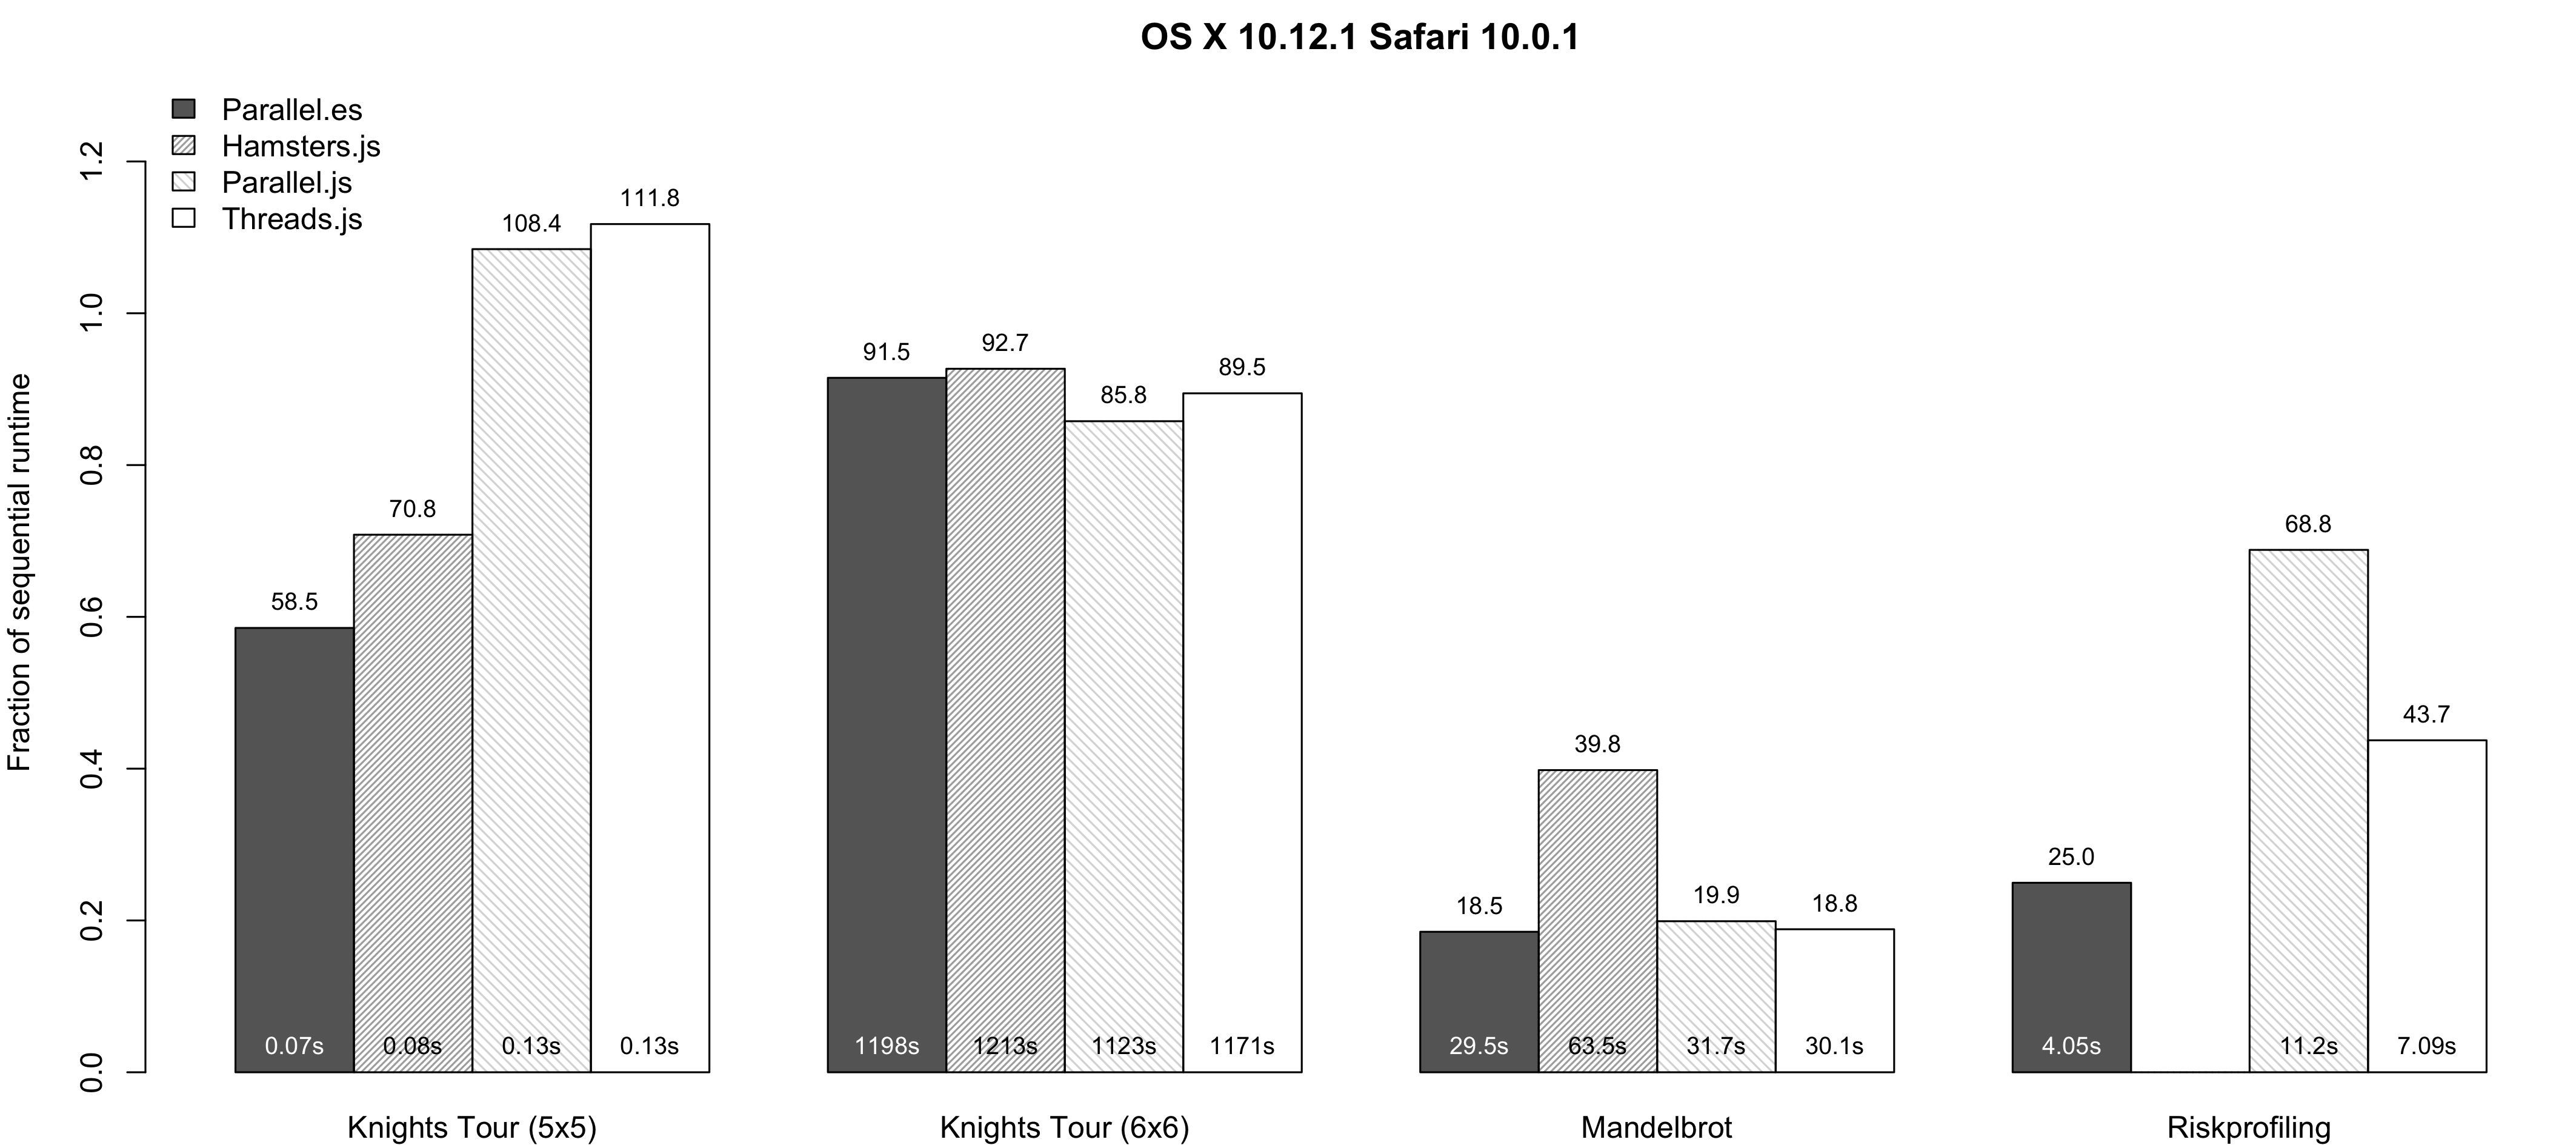 OS X 10.12.1 Safari 10.0.1
Parallel.es
Hamsters.js
Parallel.js
Threads.js
Fraction of sequential runtime
1.2
1.0
0.8
0.6
0.4
0.2
0.0
58.5
70.8
108.4
111.8
91.5
92.7
85.8
89.5
18.5
39.8
19.9
18.8
25.0
68.8
43.7
0.07s
0.08s
0.13s
0.13s
1198s
1213s
1123s
1171s
29.5s
63.5s
31.7s
30.1s
4.05s
11.2s
7.09s
Knights Tour (5x5)
Knights Tour (6x6)
Mandelbrot
Riskprofiling